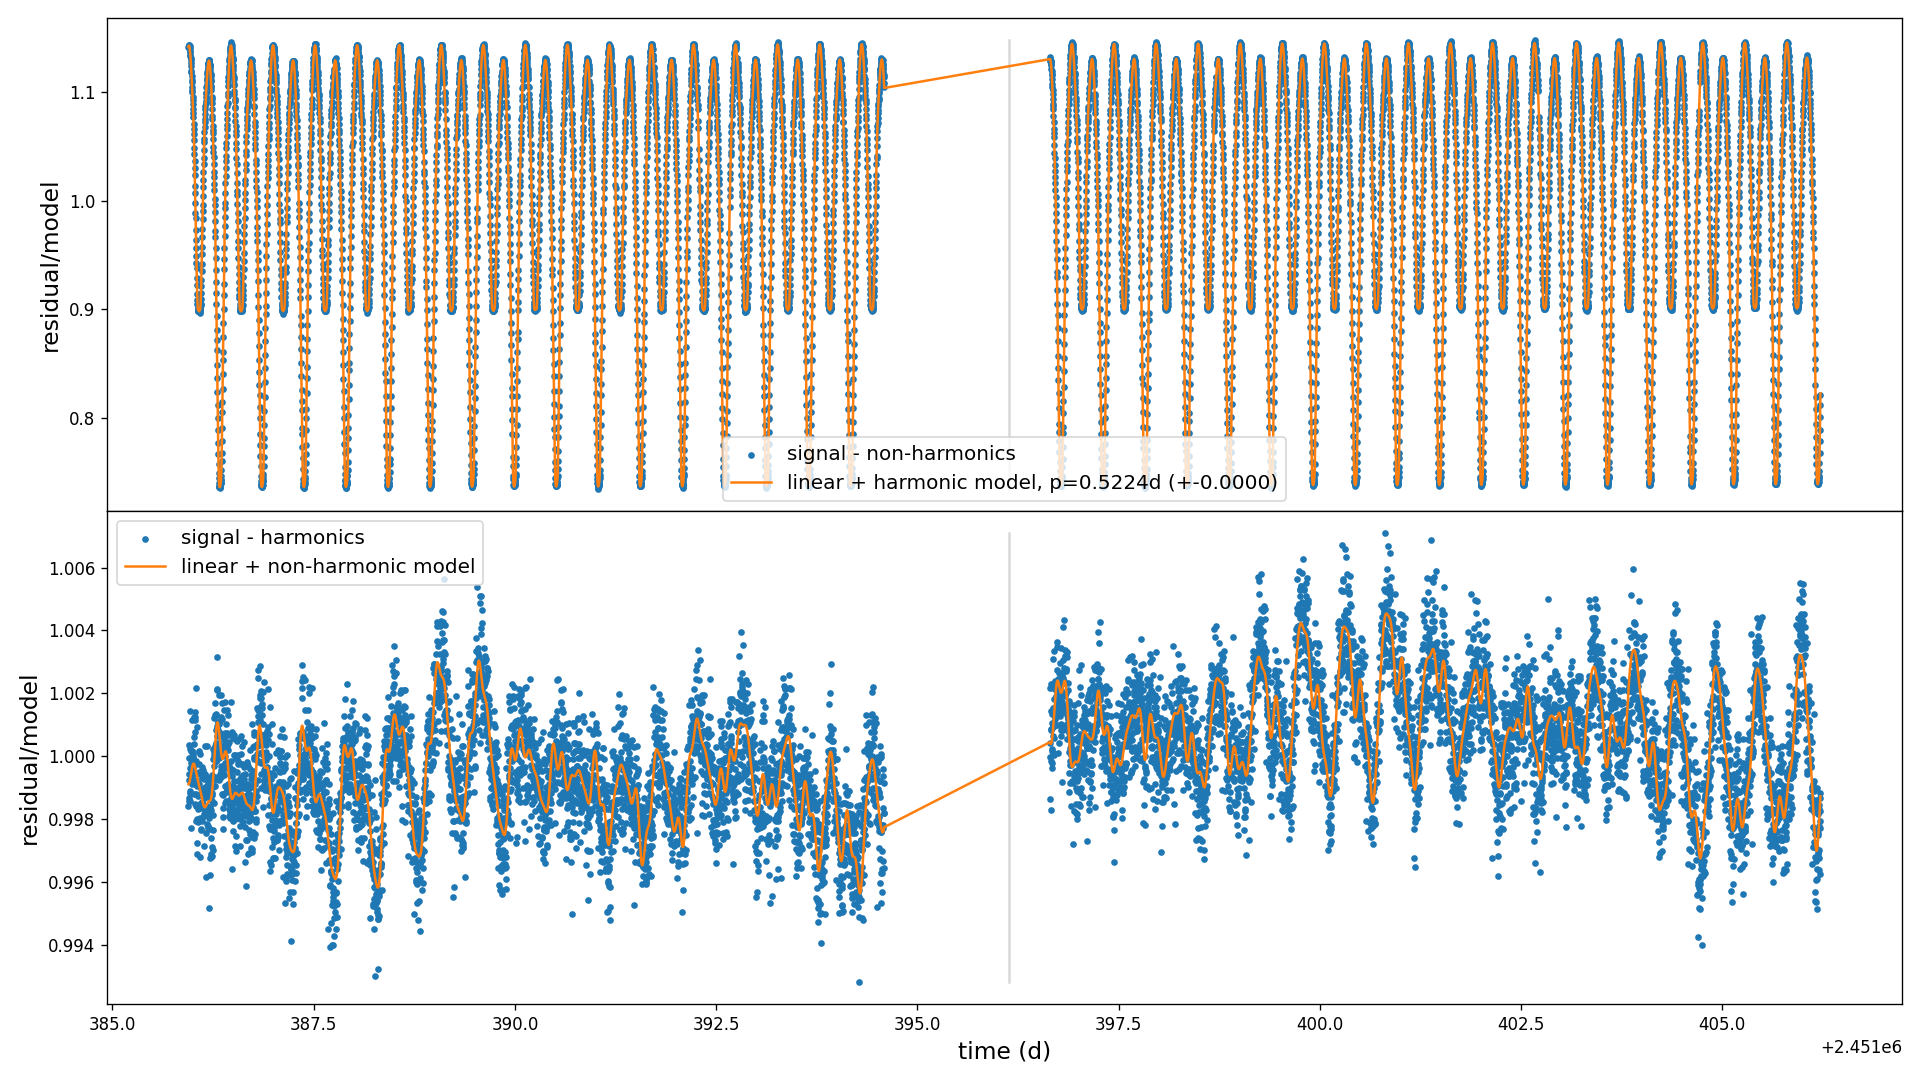 residual/model
1.1
1.0
0.9
0.8
signal - non-harmonics
linear + harmonic model, p=0.5224d (+-0.0000)
residual/model
signal - harmonics
linear + non-harmonic model
1.006
1.004
1.002
1.000
0.998
0.996
0.994
385.0 387.5 390.0 392.5 395.0 397.5 400.0 402.5 405.0
time (d)
+2.451e6